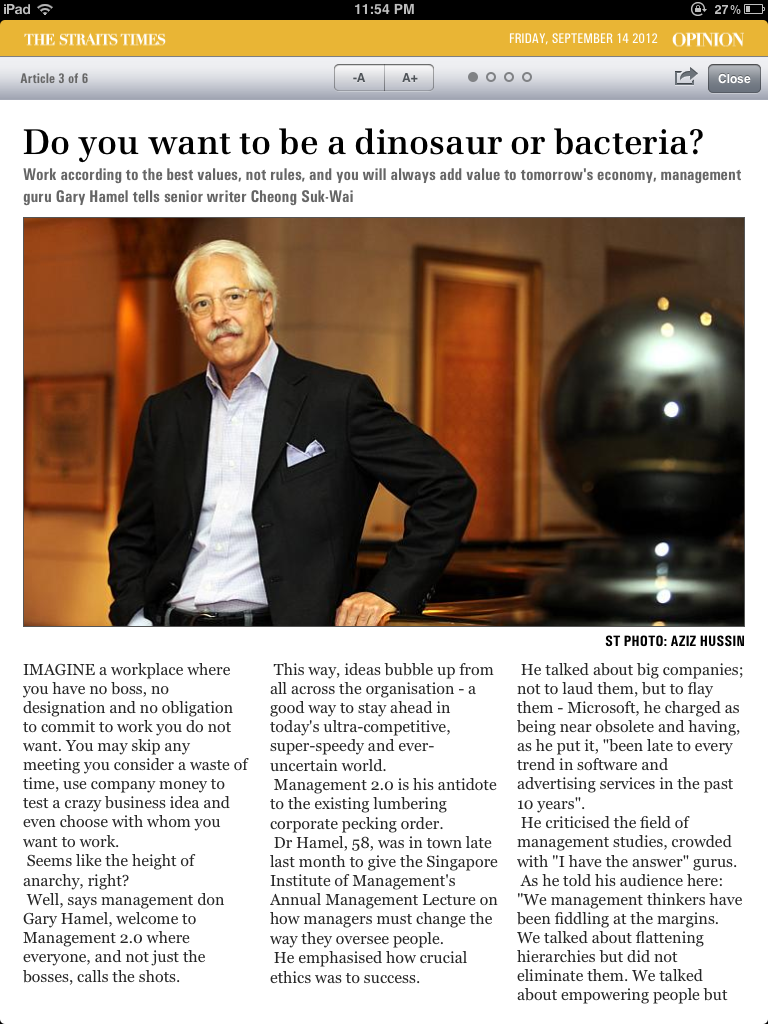 iPad 11:54 PM 27%
THE STRAITS TIMES FRIDAY, SEPTEMBER 14 2012 OPINION
Article 3 of 6 -A A+ Close
Do you want to be a dinosaur or bacteria?
Work according to the best values, not rules, and you will always add value to tomorrow's economy, management
guru Gary Hamel tells senior writer Cheong Suk-Wai
ST PHOTO: AZIZ HUSSIN
IMAGINE a workplace where
you have no boss, no
designation and no obligation
to commit to work you do not
want. You may skip any
meeting you consider a waste of
time, use company money to
test a crazy business idea and
even choose with whom you
want to work.
Seems like the height of
anarchy, right?
Well, says management don
Gary Hamel, welcome to
Management 2.0 where
everyone, and not just the
bosses, calls the shots.
This way, ideas bubble up from
all across the organisation - a
good way to stay ahead in
today's ultra-competitive,
super-speedy and ever-
uncertain world.
Management 2.0 is his antidote
to the existing lumbering
corporate pecking order.
Dr Hamel, 58, was in town late
last month to give the Singapore
Institute of Management's
Annual Management Lecture on
how managers must change the
way they oversee people.
He emphasised how crucial
ethics was to success.
He talked about big companies;
not to laud them, but to flay
them - Microsoft, he charged as
being near obsolete and having,
as he put it, "been late to every
trend in software and
advertising services in the past
10 years".
He criticised the field of
management studies, crowded
with "I have the answer" gurus.
As he told his audience here:
"We management thinkers have
been fiddling at the margins.
We talked about flattening
hierarchies but did not
eliminate them. We talked
about empowering people but